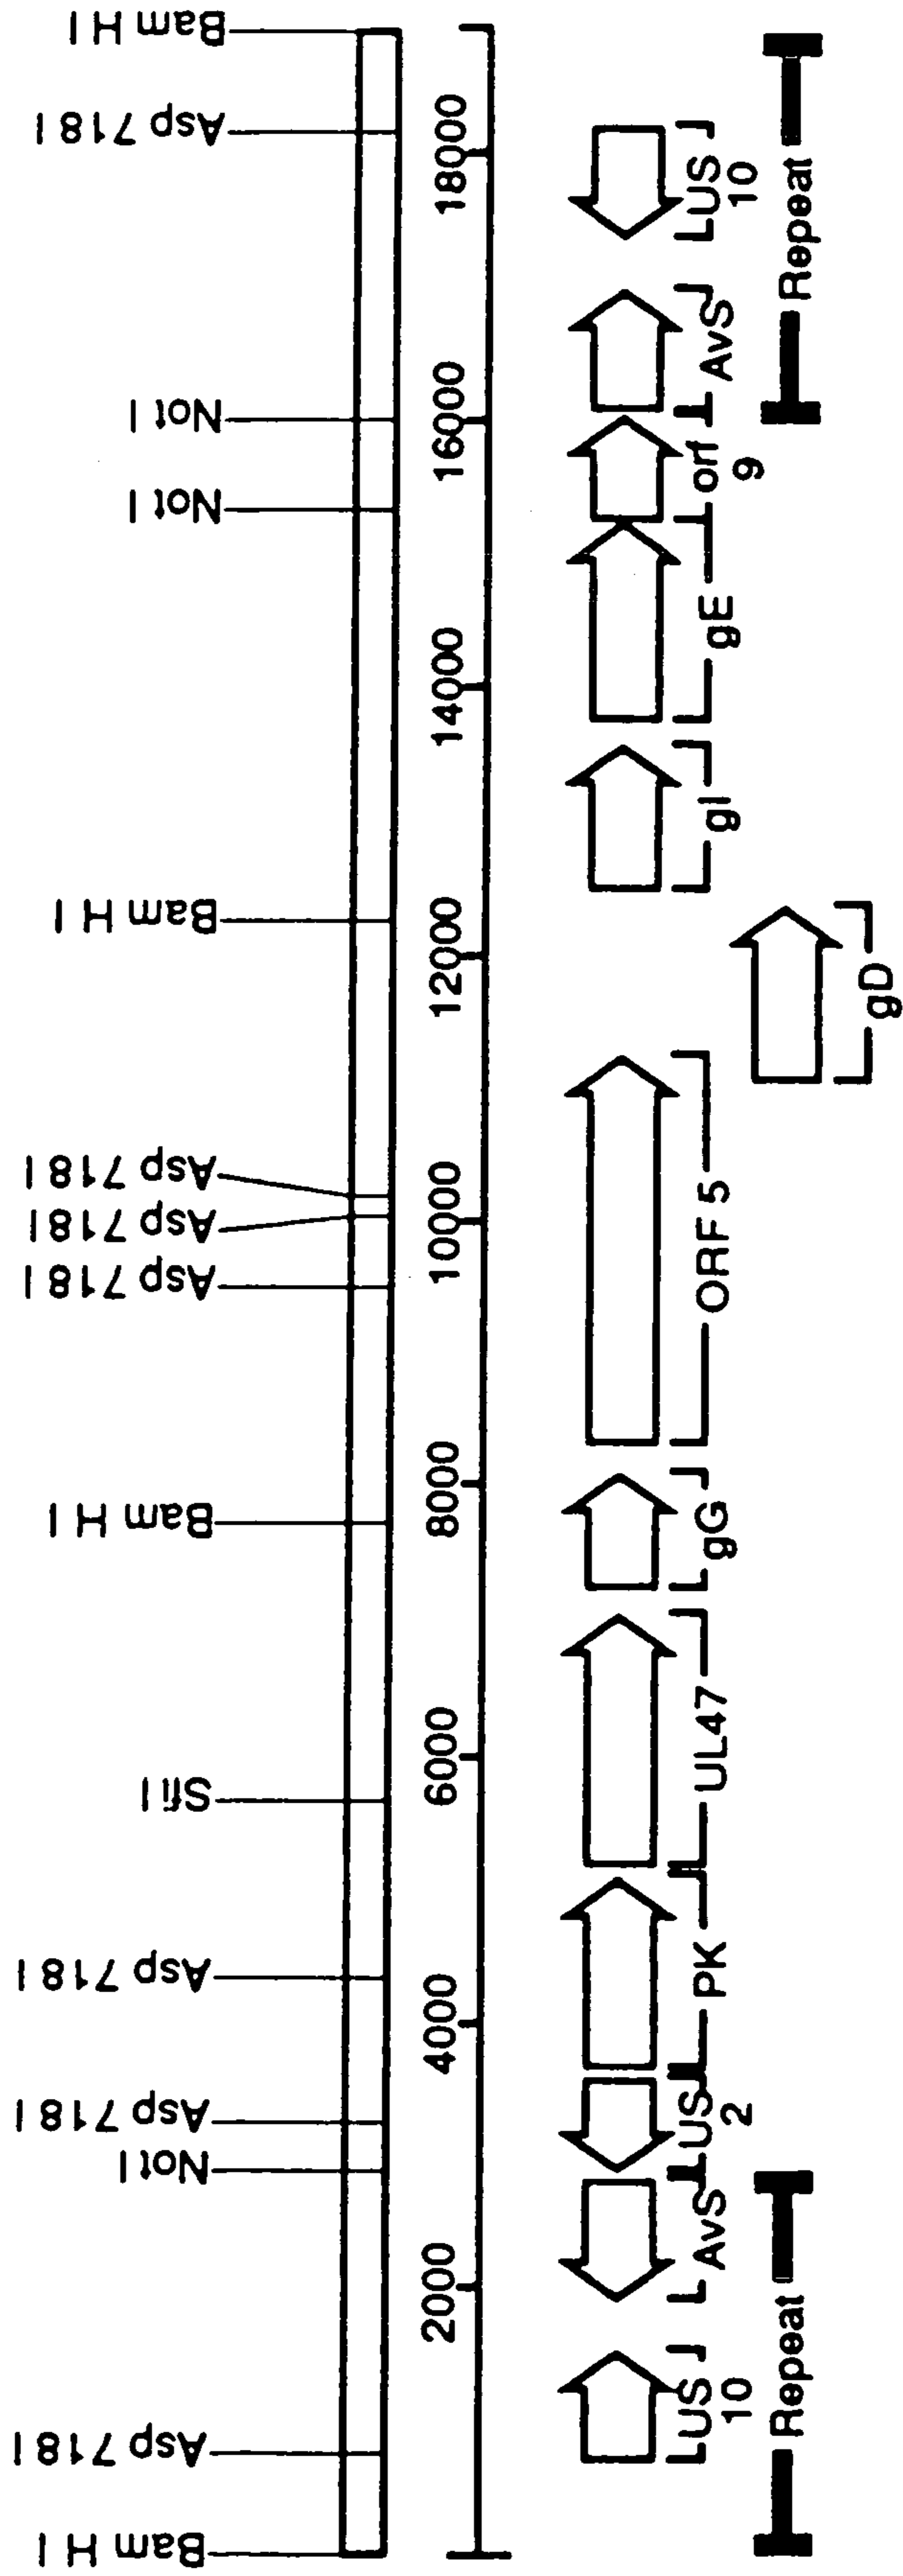 Bam H I
Asp 718 I
Not I
Asp 718 I
Asp 718 I
Sfi I
Bam H I
Asp 718 I
Asp 718 I
Asp 718 I
Bam H I
Not I
Not I
Asp 718 I
Bam H I
2000
4000
6000
8000
10000
12000
14000
16000
18000
US
10
AvS
US
2
PK
UL47
gG
ORF 5
gD
gI
gE
orf
9
AvS
US
10
Repeat
Repeat